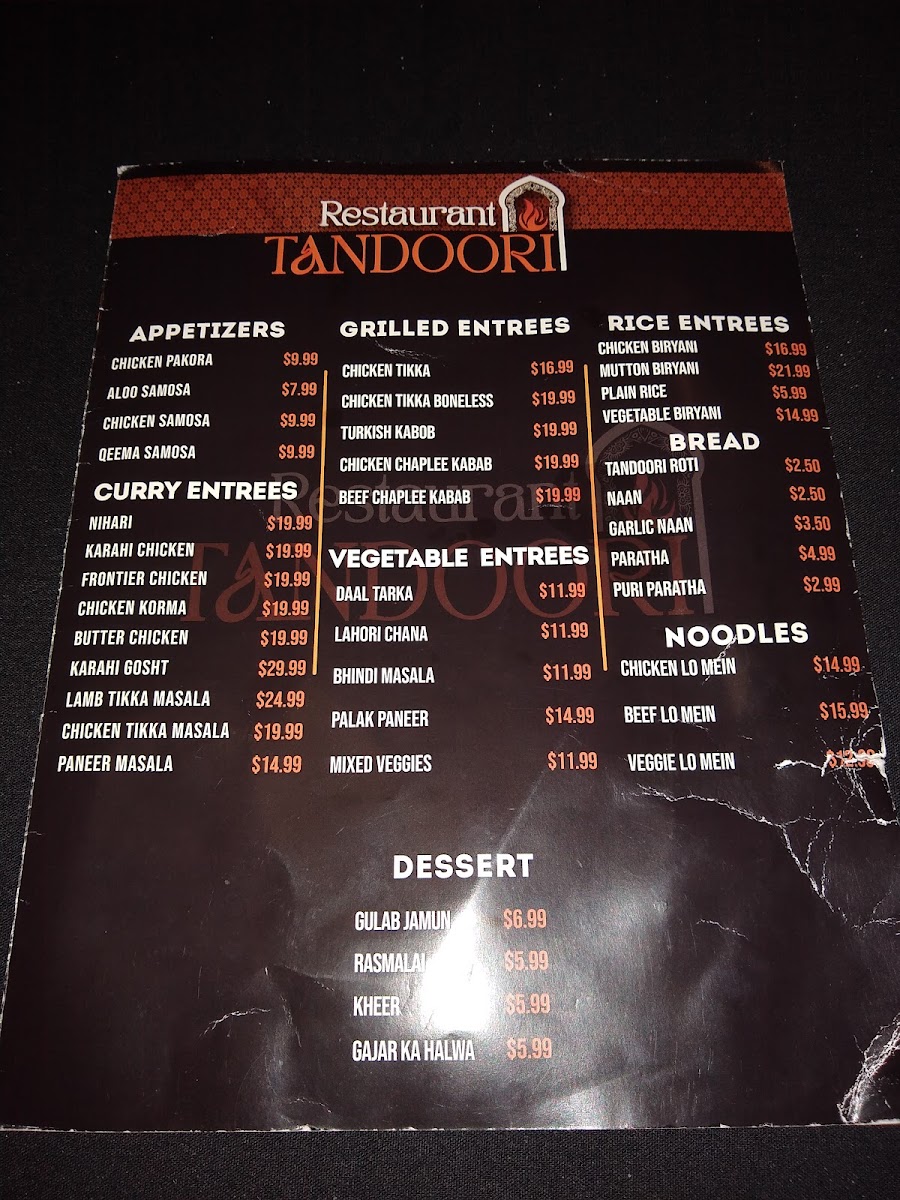 Restaurant
TANDOORI
APPETIZERS
CHICKEN PAKORA $9.99
ALOO SAMOSA $7.99
CHICKEN SAMOSA $9.99
QEEMA SAMOSA $9.99
CURRY ENTREES
NIHARI $19.99
KARAHI CHICKEN $19.99
FRONTIER CHICKEN $19.99
CHICKEN KORMA $19.99
BUTTER CHICKEN $19.99
KARAHI GOSHT $29.99
LAMB TIKKA MASALA $24.99
CHICKEN TIKKA MASALA $19.99
PANEER MASALA $14.99
GRILLED ENTREES
CHICKEN TIKKA $16.99
CHICKEN TIKKA BONELESS $19.99
TURKISH KABOB $19.99
CHICKEN CHAPLEE KABAB $19.99
BEEF CHAPLEE KABAB $19.99
VEGETABLE ENTREES
DAAL TARKA $11.99
LAHORI CHANA $11.99
BHINDI MASALA $11.99
PALAK PANEER $14.99
MIXED VEGGIES $11.99
RICE ENTREES
CHICKEN BIRYANI $16.99
MUTTON BIRYANI $21.99
PLAIN RICE $5.99
VEGETABLE BIRYANI $14.99
BREAD
TANDOORI ROTI $2.50
NAAN $2.50
GARLIC NAAN $3.50
PARATHA $4.99
PURI PARATHA $2.99
NOODLES
CHICKEN LO MEIN $14.99
BEEF LO MEIN $15.99
VEGGIE LO MEIN
DESSERT
GULAB JAMUN $6.99
RASMALAI $5.99
KHEER $5.99
GAJAR KA HALWA $5.99
Restaurant
TANDOORI